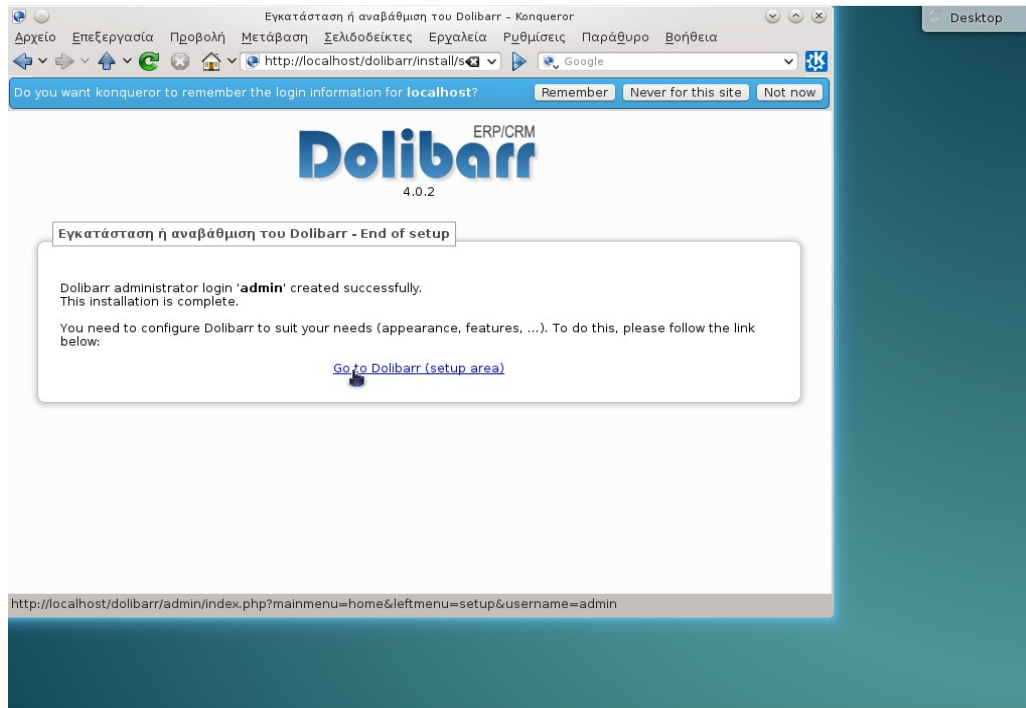 Εγκατάσταση ή αναβάθμιση του Dolibarr – Konqueror
Desktop
Αρχείο Επεξεργασία Προβολή Μετάβαση Σελιδοδείκτες Εργαλεία Ρυθμίσεις Παράθυρο Βοήθεια
http://localhost/dolibarr/install/s Google
Do you want konqueror to remember the login information for localhost? Remember Never for this site Not now
ERP/CRM
Dolibarr
4.0.2
Εγκατάσταση ή αναβάθμιση του Dolibarr - End of setup
Dolibarr administrator login 'admin' created successfully.
This installation is complete.
You need to configure Dolibarr to suit your needs (appearance, features, ...). To do this, please follow the link
below:
Go to Dolibarr (setup area)
http://localhost/dolibarr/admin/index.php?mainmenu=home&leftmenu=setup&username=admin